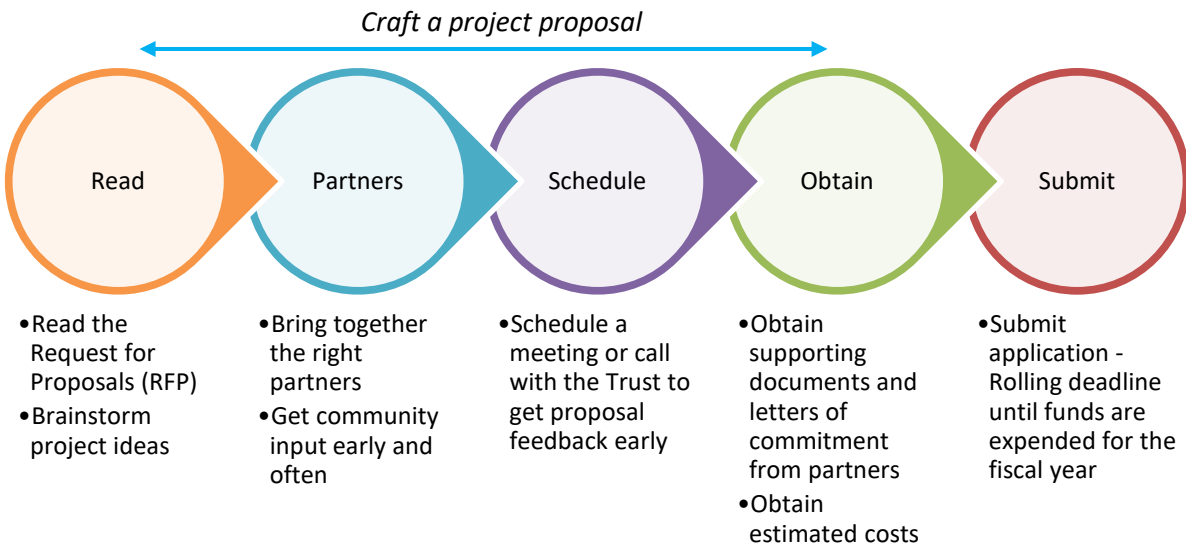 Craft a project proposal
Read
Partners
Schedule
Obtain
Submit
•Read the
Request for
Proposals (RFP)
•Brainstorm
project ideas
•Bring together
the right
partners
•Get community
input early and
often
•Schedule a
meeting or call
with the Trust to
get proposal
feedback early
•Obtain
supporting
documents and
letters of
commitment
from partners
•Obtain
estimated costs
•Submit
application -
Rolling deadline
until funds are
expended for the
fiscal year